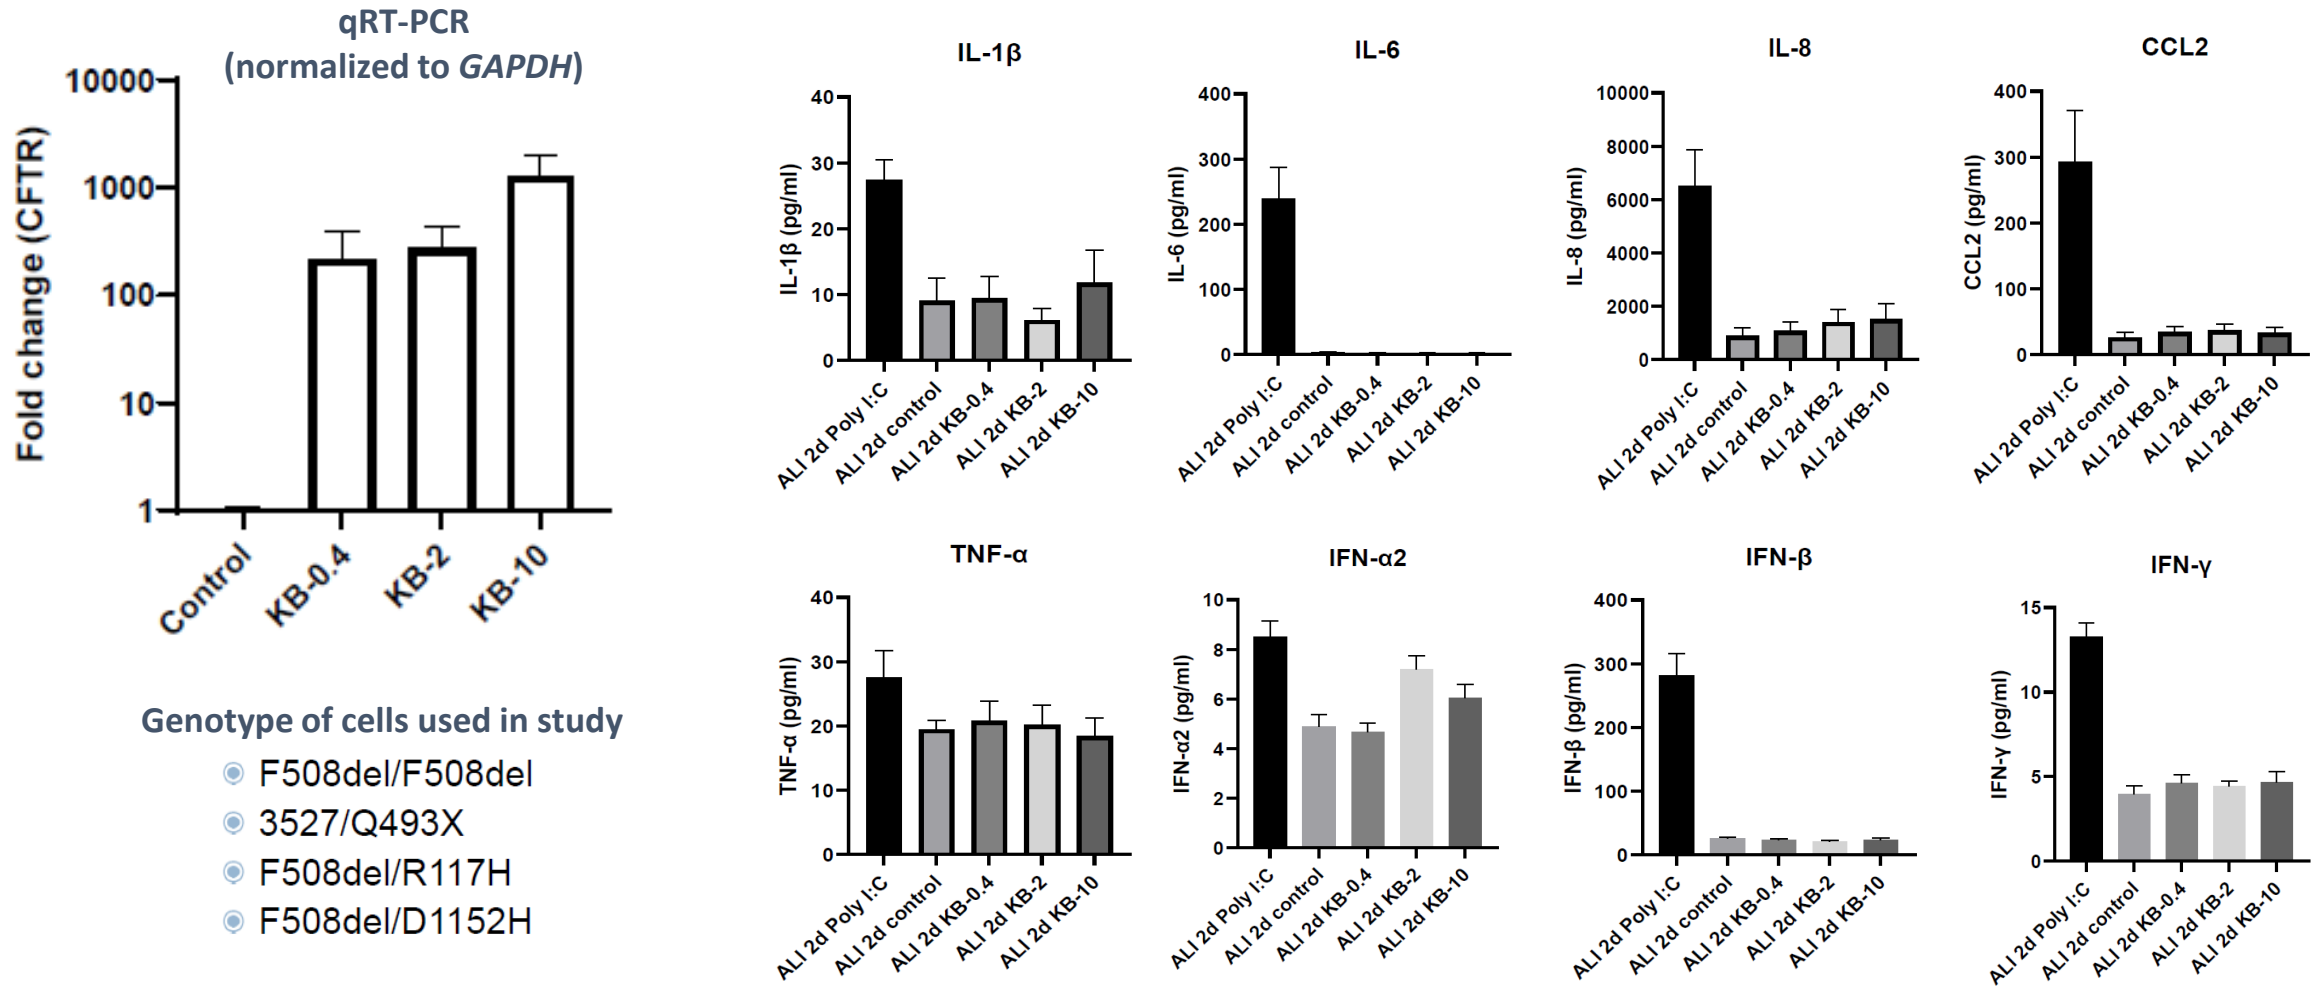 qRT-PCR
(normalized to GAPDH)
Fold change (CFTR)
10000
1000
100
10
1
Control
KB-0.4
KB-2
KB-10
Genotype of cells used in study
F508del/F508del
3527/Q493X
F508del/R117H
F508del/D1152H
IL-1β
IL-1β (pg/ml)
40
30
20
10
0
ALI 2d Poly I:C
ALI 2d control
ALI 2d KB-0.4
ALI 2d KB-2
ALI 2d KB-10
IL-6
IL-6 (pg/ml)
400
300
200
100
0
ALI 2d Poly I:C
ALI 2d control
ALI 2d KB-0.4
ALI 2d KB-2
ALI 2d KB-10
IL-8
IL-8 (pg/ml)
10000
8000
6000
4000
2000
0
ALI 2d Poly I:C
ALI 2d control
ALI 2d KB-0.4
ALI 2d KB-2
ALI 2d KB-10
CCL2
CCL2 (pg/ml)
400
300
200
100
0
ALI 2d Poly I:C
ALI 2d control
ALI 2d KB-0.4
ALI 2d KB-2
ALI 2d KB-10
TNF-α
TNF-α (pg/ml)
40
30
20
10
0
ALI 2d Poly I:C
ALI 2d control
ALI 2d KB-0.4
ALI 2d KB-2
ALI 2d KB-10
IFN-α2
IFN-α2 (pg/ml)
10
8
6
4
2
0
ALI 2d Poly I:C
ALI 2d control
ALI 2d KB-0.4
ALI 2d KB-2
ALI 2d KB-10
IFN-β
IFN-β (pg/ml)
400
300
200
100
0
ALI 2d Poly I:C
ALI 2d control
ALI 2d KB-0.4
ALI 2d KB-2
ALI 2d KB-10
IFN-γ
IFN-γ (pg/ml)
15
10
5
0
ALI 2d Poly I:C
ALI 2d control
ALI 2d KB-0.4
ALI 2d KB-2
ALI 2d KB-10